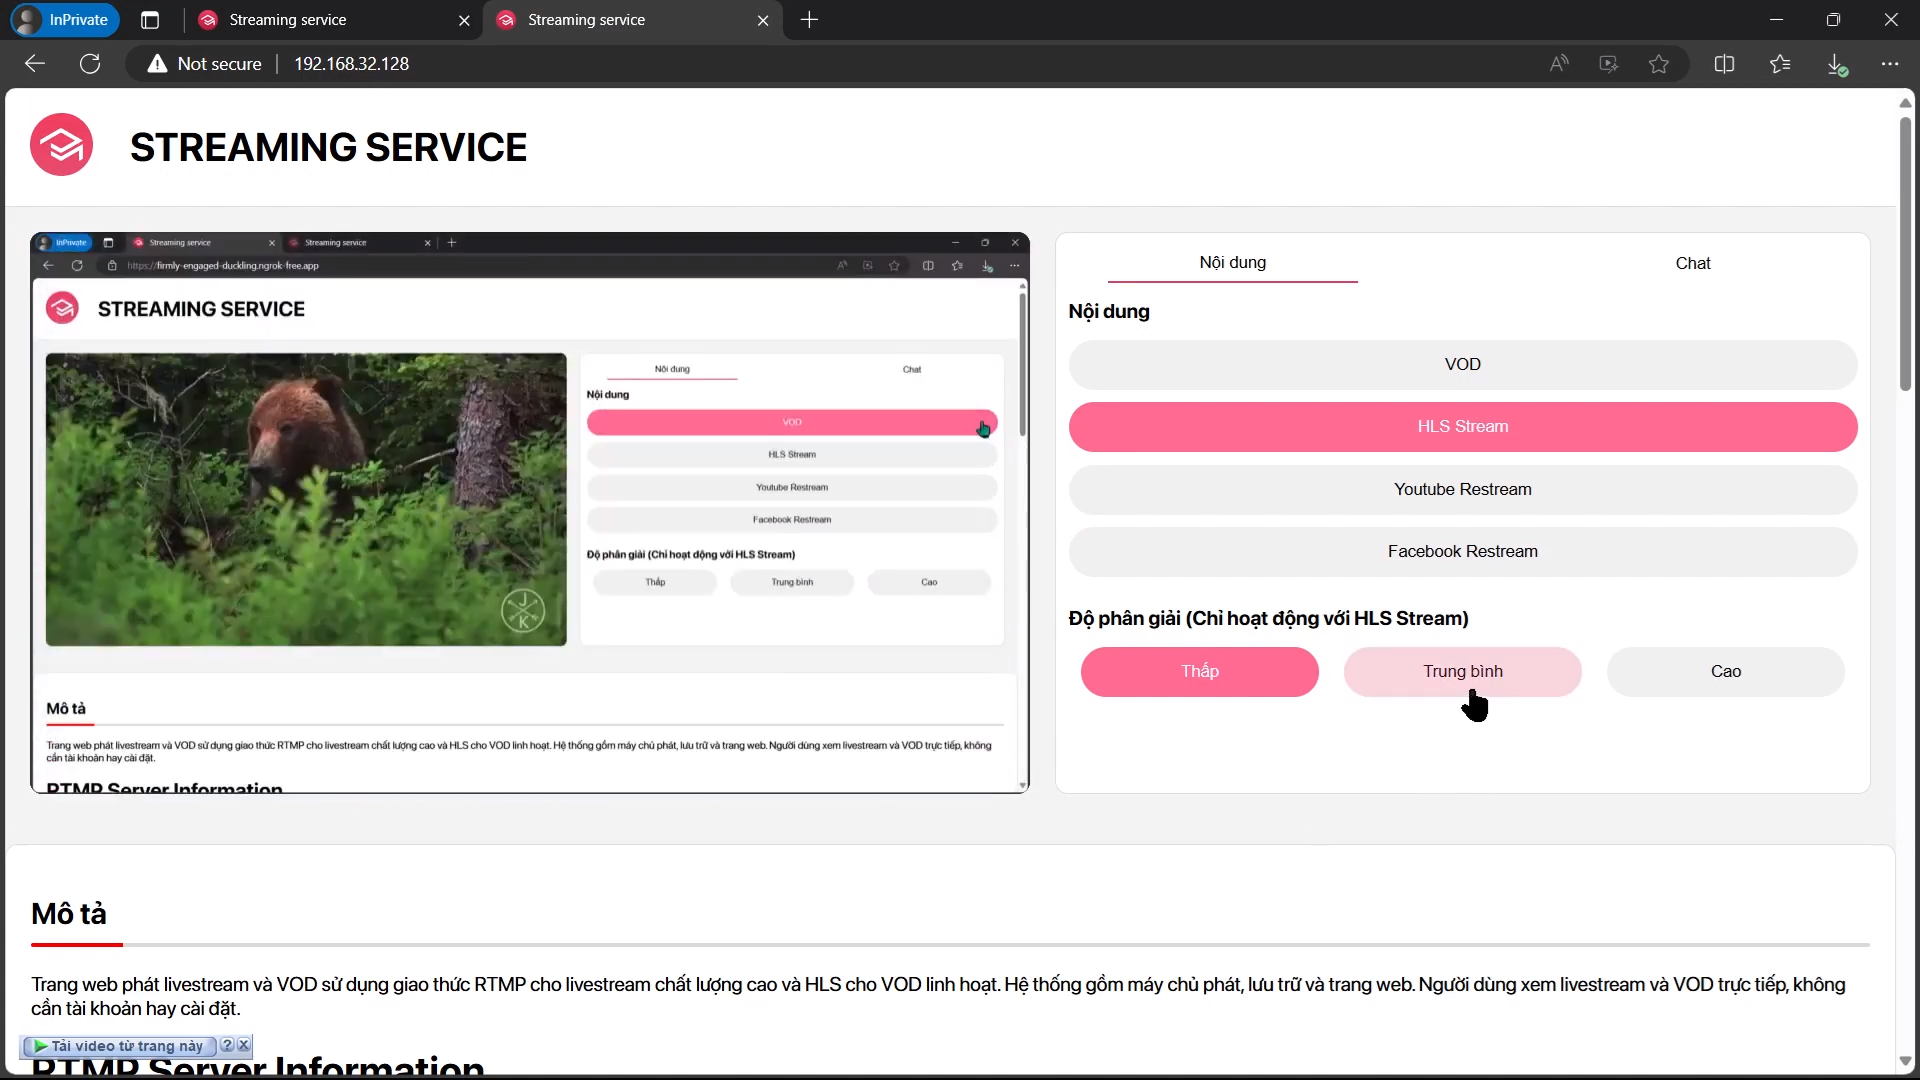 InPrivate
Streaming service
Streaming service
Not secure
192.168.32.128
STREAMING SERVICE
InPrivate
Streaming service
Streaming service
https://firmly-engaged-duckling.ngrok-free.app
STREAMING SERVICE
Nội dung
Chat
Nội dung
VOD
HLS Stream
Youtube Restream
Facebook Restream
Độ phân giải (Chỉ hoạt động với HLS Stream)
Thấp
Trung bình
Cao
JK
Mô tả
Trang web phát livestream và VOD sử dụng giao thức RTMP cho livestream chất lượng cao và HLS cho VOD linh hoạt. Hệ thống gồm máy chủ phát, lưu trữ và trang web. Người dùng xem livestream và VOD trực tiếp, không
cần tài khoản hay cài đặt.
RTMP Server Information
Nội dung
Chat
Nội dung
VOD
HLS Stream
Youtube Restream
Facebook Restream
Độ phân giải (Chỉ hoạt động với HLS Stream)
Thấp
Trung bình
Cao
Mô tả
Trang web phát livestream và VOD sử dụng giao thức RTMP cho livestream chất lượng cao và HLS cho VOD linh hoạt. Hệ thống gồm máy chủ phát, lưu trữ và trang web. Người dùng xem livestream và VOD trực tiếp, không
cần tài khoản hay cài đặt.
Tải video từ trang này
RTMP Server Information